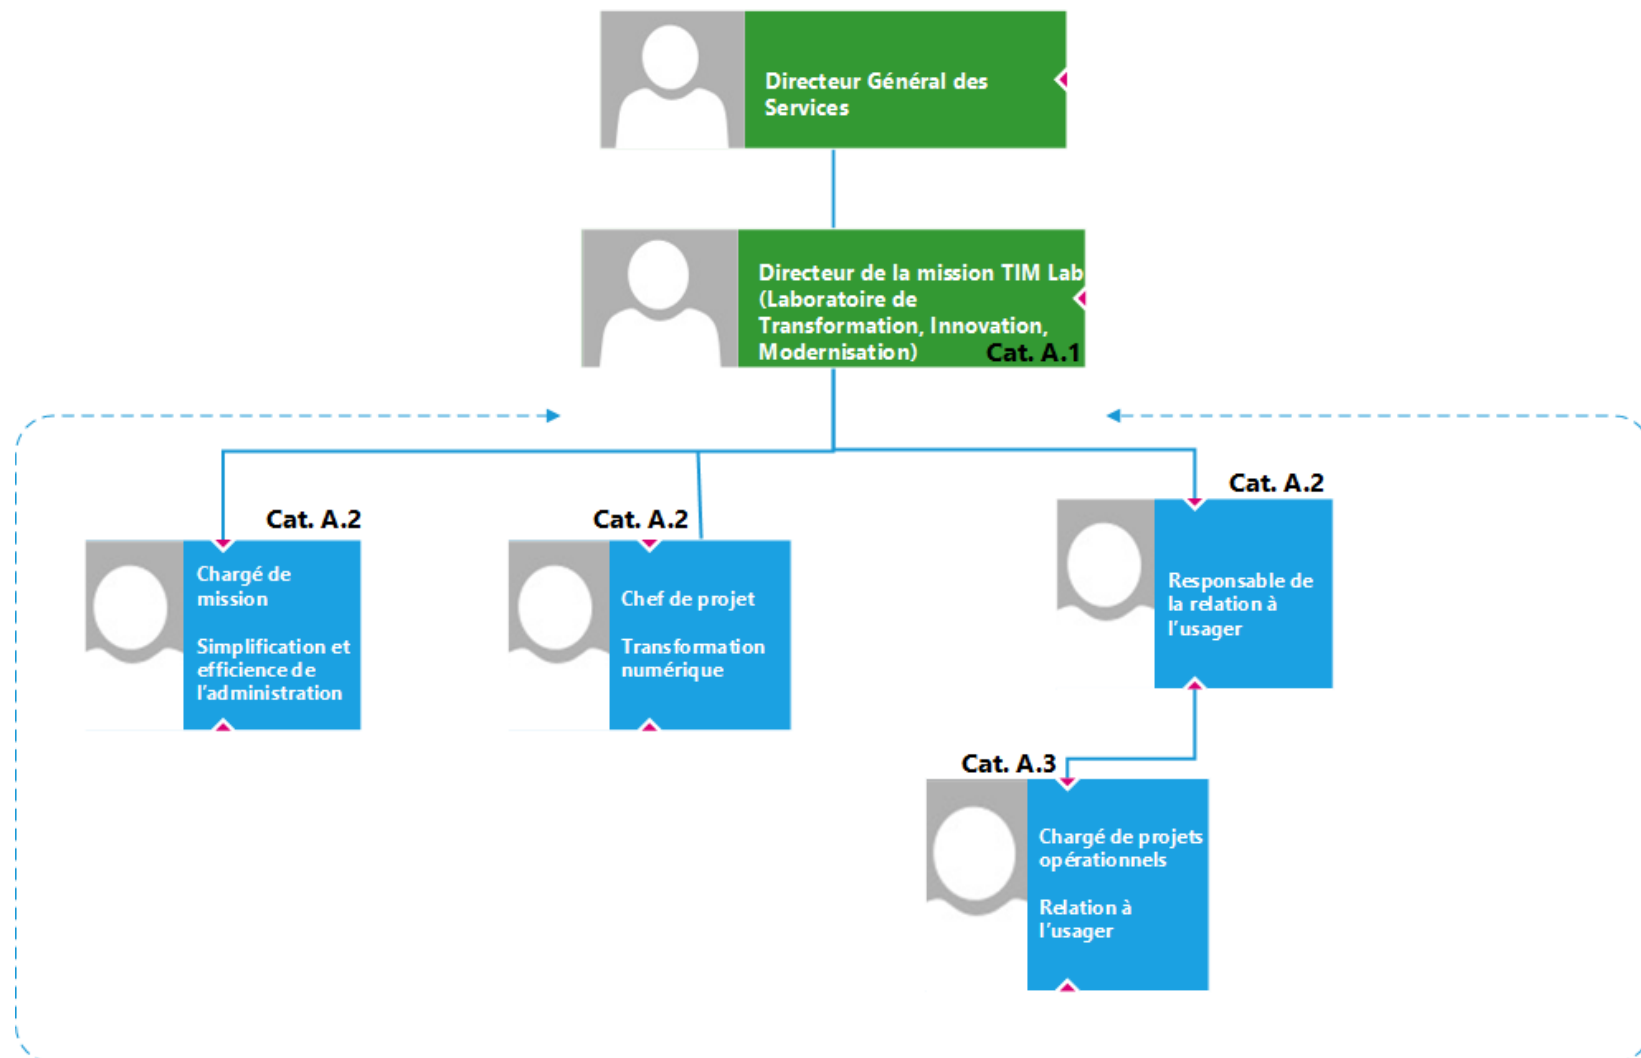 Directeur Général des
Services
Directeur de la mission TIM Lab
(Laboratoire de
Transformation, Innovation,
Modernisation)
Cat. A.1
Cat. A.2
Chargé de
mission
Simplification et
efficience de
l'administration
Cat. A.2
Chef de projet
Transformation
numérique
Cat. A.2
Responsable de
la relation à
l'usager
Cat. A.3
Chargé de projets
opérationnels
Relation à
l'usager